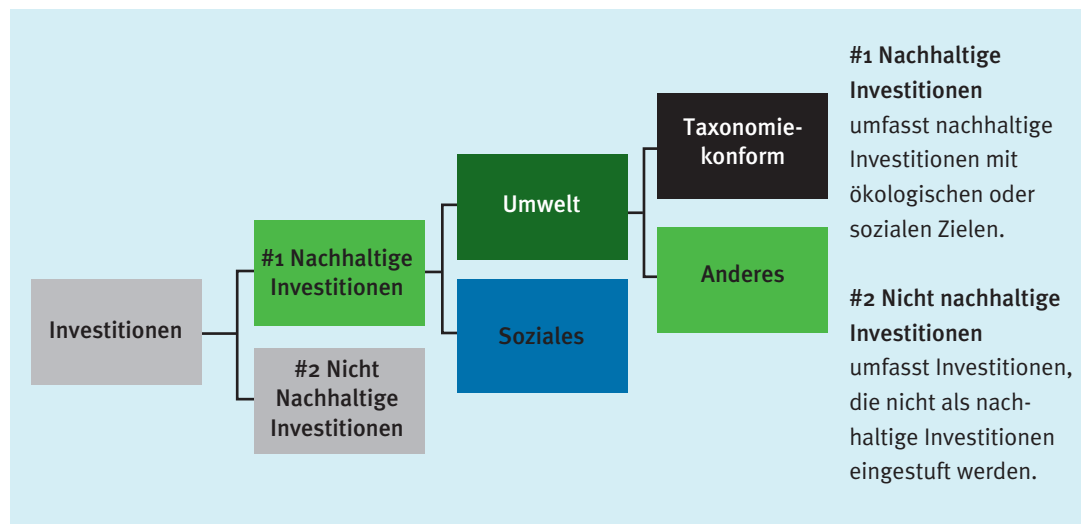 Investitionen
#1 Nachhaltige
Investitionen
#2 Nicht
Nachhaltige
Investitionen
Umwelt
Soziales
Taxonomie-
konform
Anderes
#1 Nachhaltige
Investitionen
umfasst nachhaltige
Investitionen mit
ökologischen oder
sozialen Zielen.
#2 Nicht nachhaltige
Investitionen
umfasst Investitionen,
die nicht als nach-
haltige Investitionen
eingestuft werden.